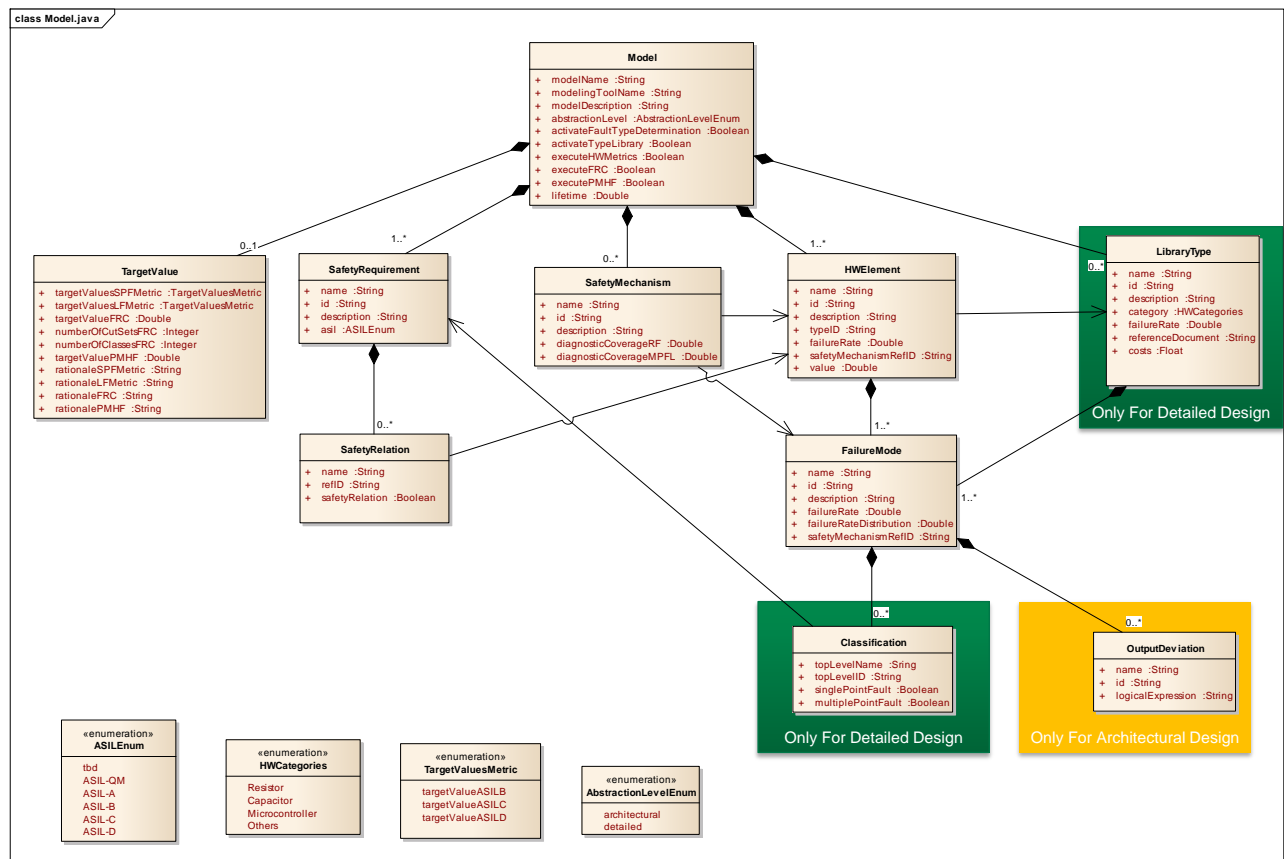 class Model.java
Model
+ modelName :String
+ modelingToolName :String
+ modelDescription :String
+ abstractionLevel :AbstractionLevelEnum
+ activateFaultTypeDetermination :Boolean
+ activateTypeLibrary :Boolean
+ executeHWMetrics :Boolean
+ executeFRC :Boolean
+ executePMHF :Boolean
+ lifetime :Double
0..1
1..*
0..*
1..*
0..*
TargetValue
+ targetValuesSPFMetric :TargetValuesMetric
+ targetValuesLFMetric :TargetValuesMetric
+ targetValueFRC :Double
+ numberOfCutSetsFRC :Integer
+ numberOfClassesFRC :Integer
+ targetValuePMHF :Double
+ rationaleSPFMetric :String
+ rationaleLFMetric :String
+ rationaleFRC :String
+ rationalePMHF :String
SafetyRequirement
+ name :String
+ id :String
+ description :String
+ asil :ASILEnum
SafetyMechanism
+ name :String
+ id :String
+ description :String
+ diagnosticCoverageRF :Double
+ diagnosticCoverageMPFL :Double
HWElement
+ name :String
+ id :String
+ description :String
+ typeID :String
+ failureRate :Double
+ safetyMechanismRefID :String
+ value :Double
LibraryType
+ name :String
+ id :String
+ description :String
+ category :HWCategories
+ failureRate :Double
+ referenceDocument :String
+ costs :Float
Only For Detailed Design
0..*
1..*
1..*
SafetyRelation
+ name :String
+ refID :String
+ safetyRelation :Boolean
FailureMode
+ name :String
+ id :String
+ description :String
+ failureRate :Double
+ failureRateDistribution :Double
+ safetyMechanismRefID :String
0..*
0..*
Classification
+ topLevelName :Sring
+ topLevelID :String
+ singlePointFault :Boolean
+ multiplePointFault :Boolean
Only For Detailed Design
OutputDeviation
+ name :String
+ id :String
+ logicalExpression :String
Only For Architectural Design
«enumeration»
ASILEnum
tbd
ASIL-QM
ASIL-A
ASIL-B
ASIL-C
ASIL-D
«enumeration»
HWCategories
Resistor
Capacitor
Microcontroller
Others
«enumeration»
TargetValuesMetric
targetValueASILB
targetValueASILC
targetValueASILD
«enumeration»
AbstractionLevelEnum
architectural
detailed